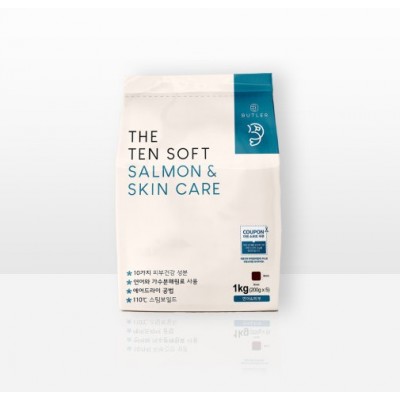 BUTLER
THE
TEN SOFT
SALMON &
SKIN CARE
COUPON
★10가지 피부건강 성분
★연어와 가수분해원료 사용
★에어드라이 공법
★110℃ 스팀보일드
1kg (200g x 5)